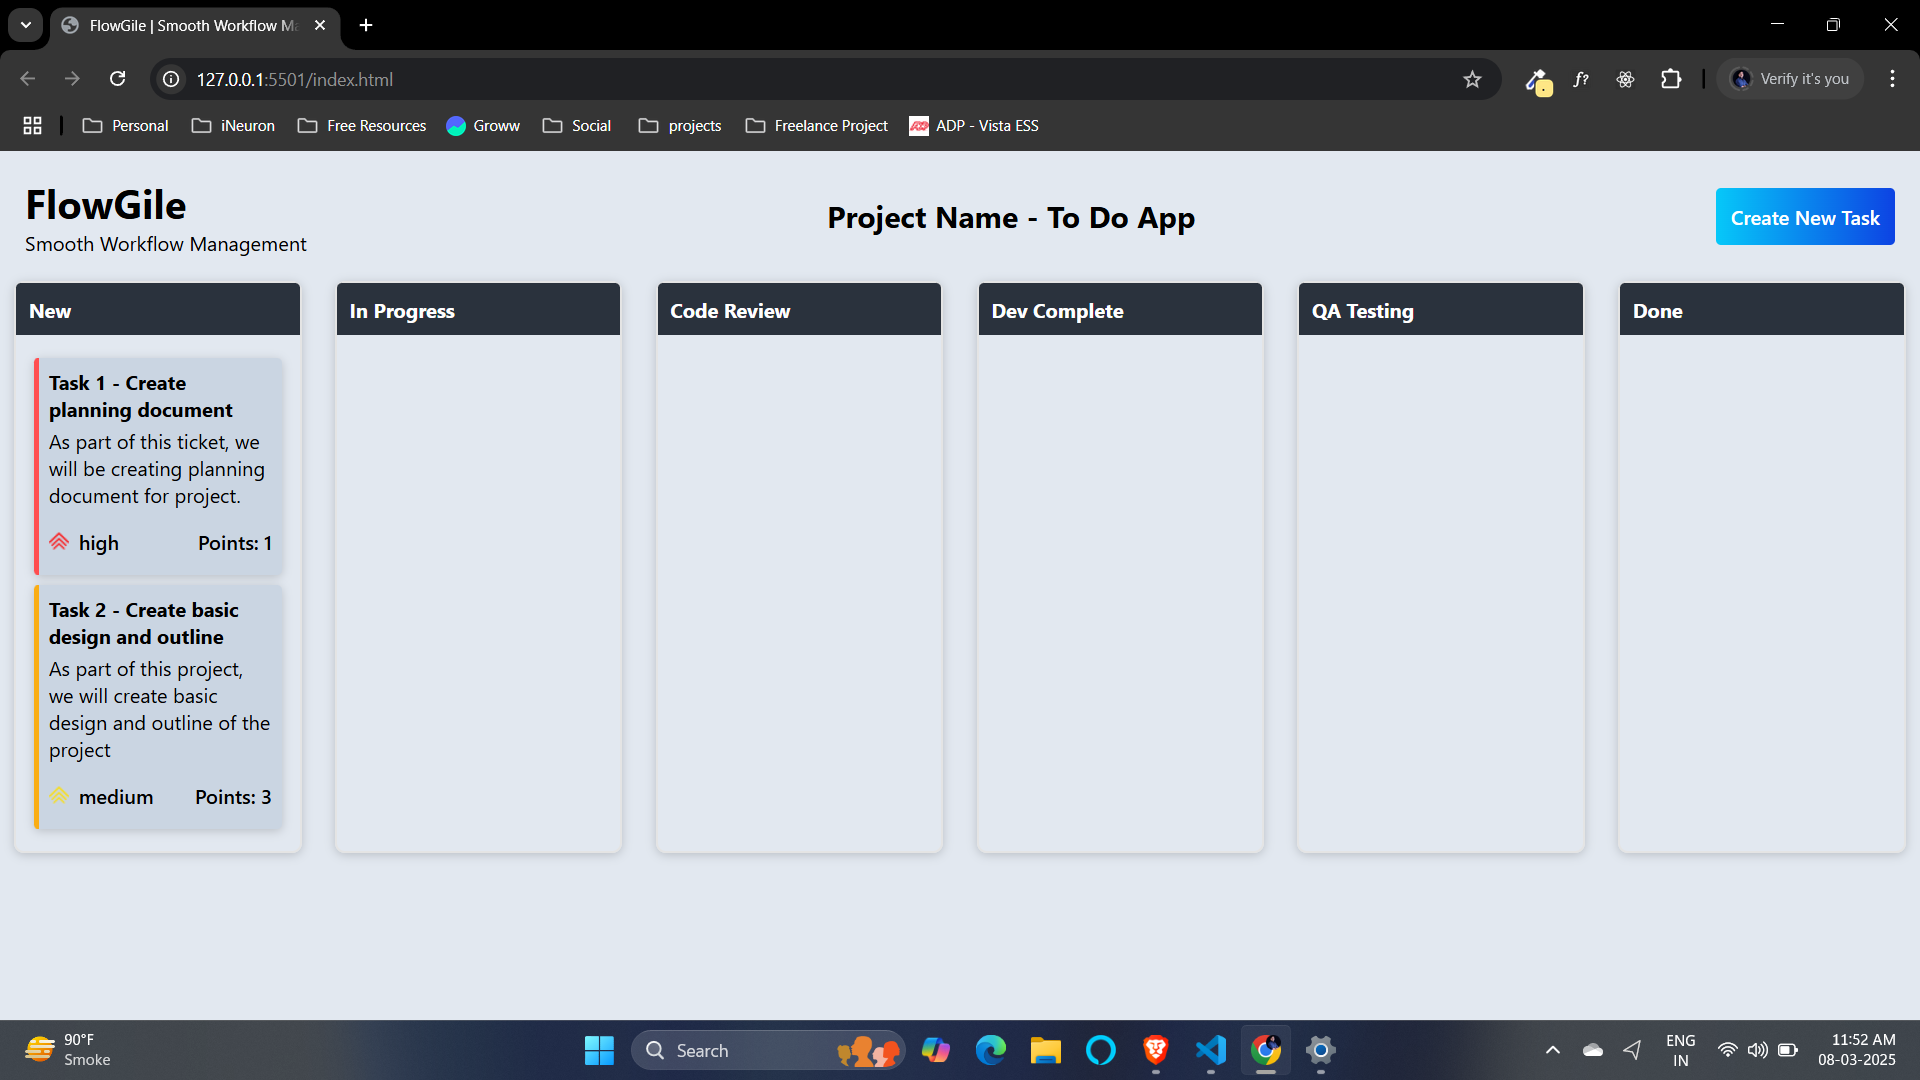 FlowGile | Smooth Workflow Ma
127.0.0.1:5501/index.html
f?
Verify it's you
Personal
iNeuron
Free Resources
Groww
Social
projects
Freelance Project
ADP - Vista ESS
FlowGile
Smooth Workflow Management
Project Name - To Do App
Create New Task
New
In Progress
Code Review
Dev Complete
QA Testing
Done
Task 1 - Create
planning document
As part of this ticket, we
will be creating planning
document for project.
high
Points: 1
Task 2 - Create basic
design and outline
As part of this project,
we will create basic
design and outline of the
project
medium
Points: 3
90°F
Smoke
Search
ENG
IN
11:52 AM
08-03-2025